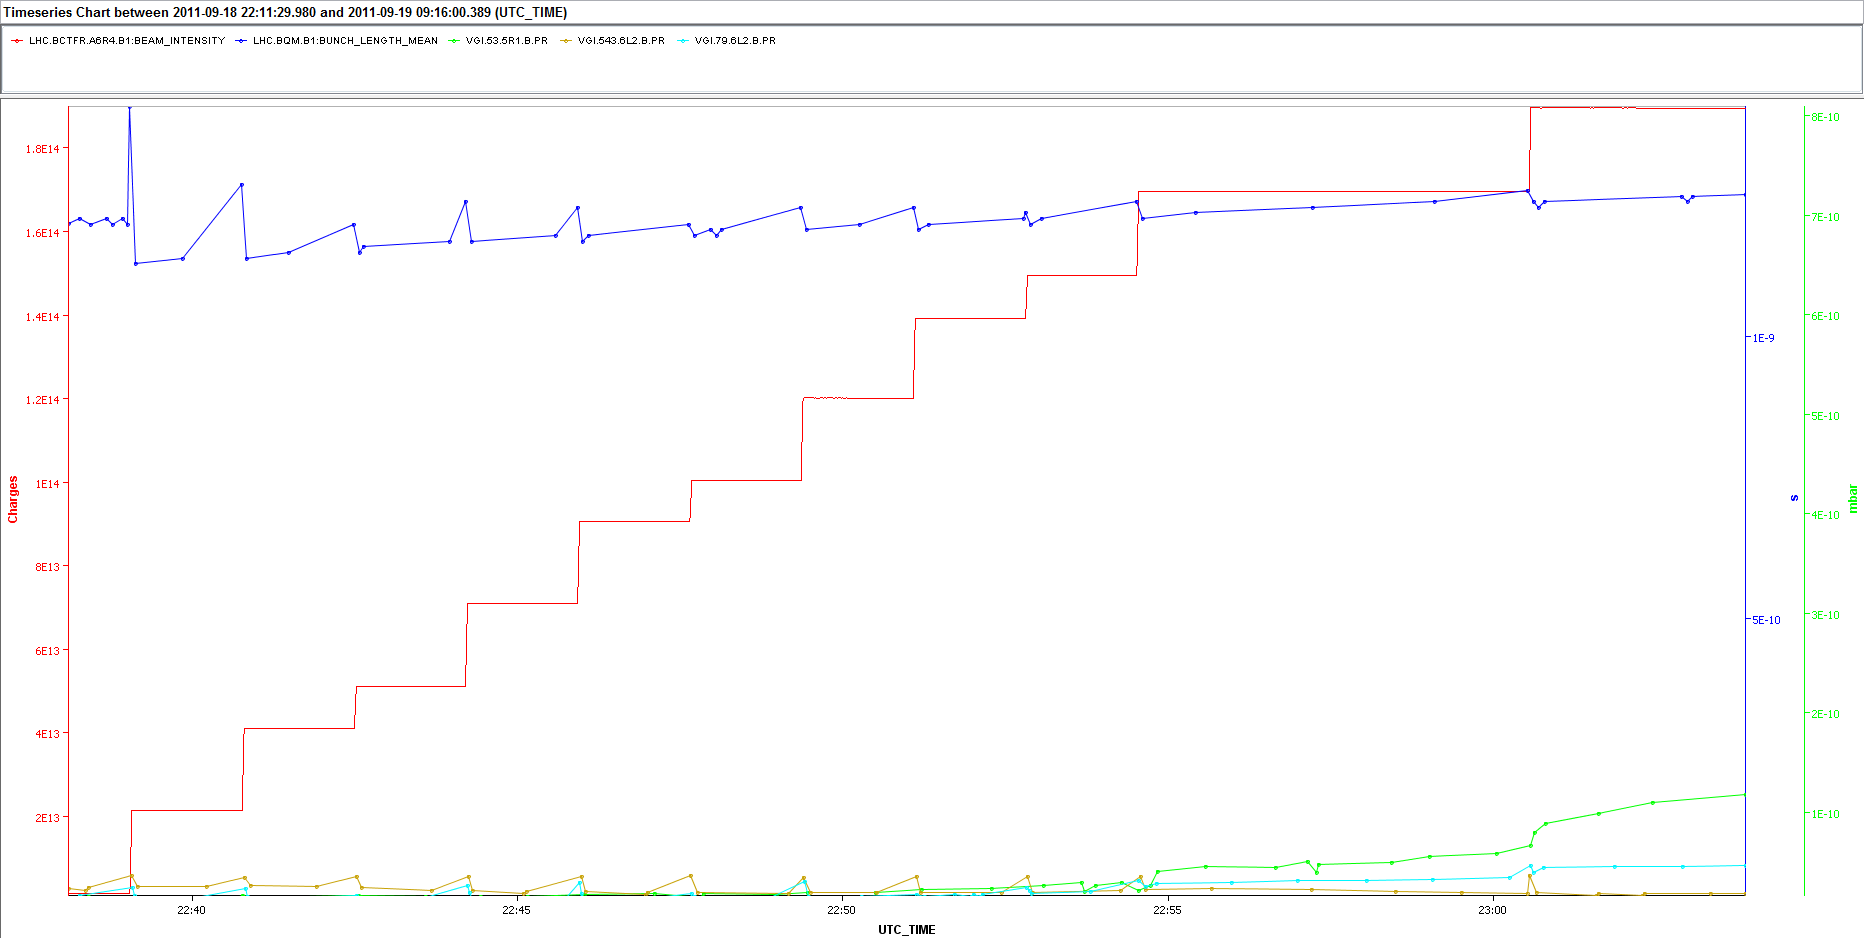 Timeseries Chart between 2011-09-18 22:11:29.980 and 2011-09-19 09:16:00.389 (UTC_TIME)
LHC.BCTFR.A6R4.B1:BEAM_INTENSITY LHC.BQM.B1:BUNCH_LENGTH_MEAN VGI.53.5R1.B.PR VGI.543.6L2.B.PR VGI.79.6L2.B.PR
1.8E14
1.6E14
1.4E14
1.2E14
1E14
8E13
6E13
4E13
2E13
Charges
1E-9
5E-10
s
8E-10
7E-10
6E-10
5E-10
4E-10
3E-10
2E-10
1E-10
mbar
22:40 22:45 22:50 22:55 23:00
UTC_TIME